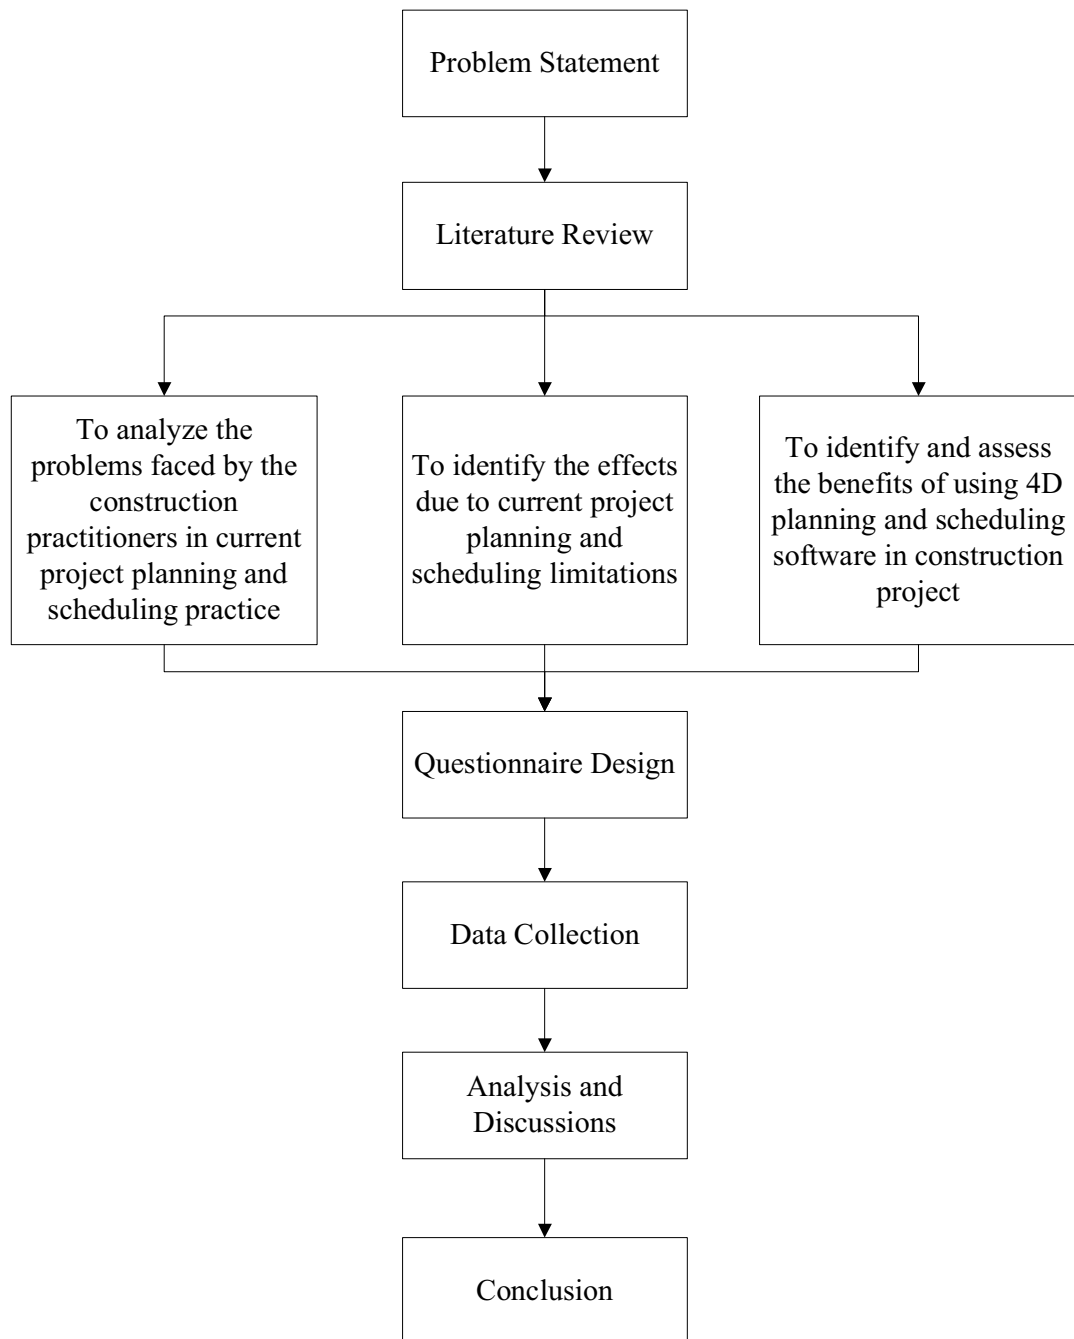 Problem Statement
Literature Review
To analyze the
problems faced by the
construction
practitioners in current
project planning and
scheduling practice
To identify the effects
due to current project
planning and
scheduling limitations
To identify and assess
the benefits of using 4D
planning and scheduling
software in construction
project
Questionnaire Design
Data Collection
Analysis and
Discussions
Conclusion